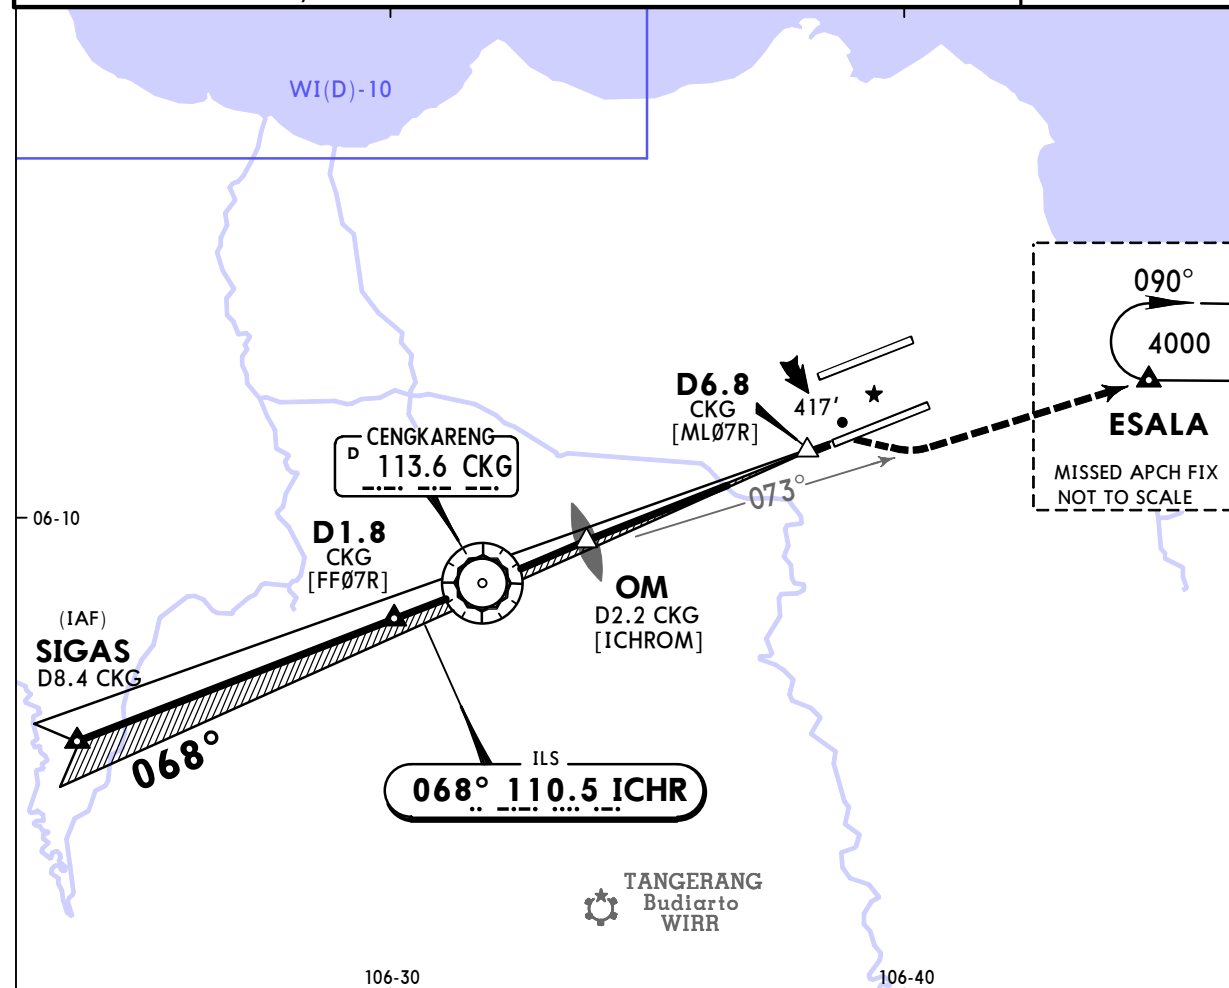 WI(D)-10
090°
4000
ESALA
MISSED APCH FIX
NOT TO SCALE
D6.8
CKG
[MLØ7R]
417'
073°
CENGKARENG
D 113.6 CKG
06-10
D1.8
CKG
[FFØ7R]
OM
D2.2 CKG
[ICHROM]
(IAF)
SIGAS
D8.4 CKG
068°
ILS
068° 110.5 ICHR
TANGERANG
Budiarto
WIRR
106-30
106-40